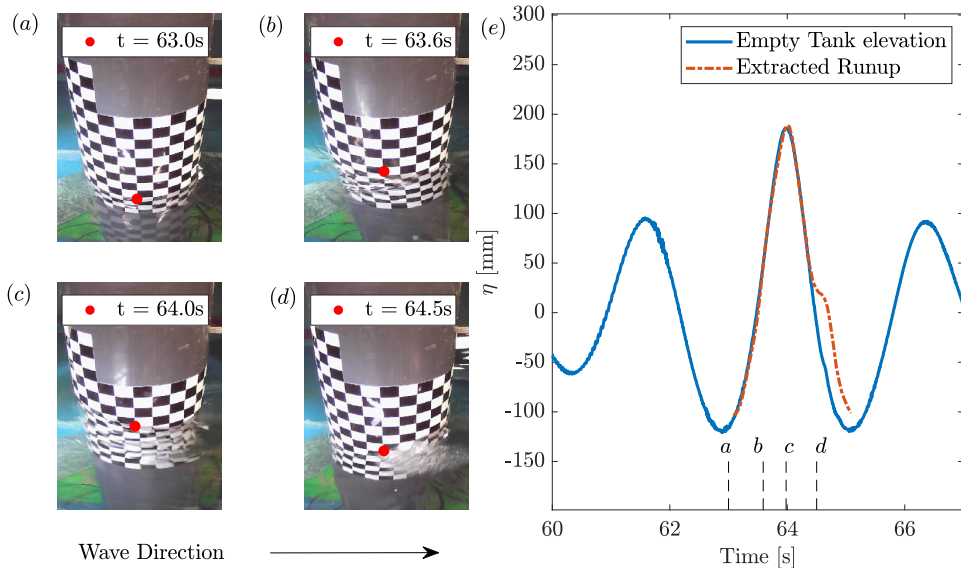 (a)
t = 63.0s
(b)
t = 63.6s
(c)
t = 64.0s
(d)
t = 64.5s
Wave Direction
(e)
Empty Tank elevation
Extracted Runup
300
250
200
150
100
50
0
-50
-100
-150
η [mm]
a b c d
60 62 64 66
Time [s]